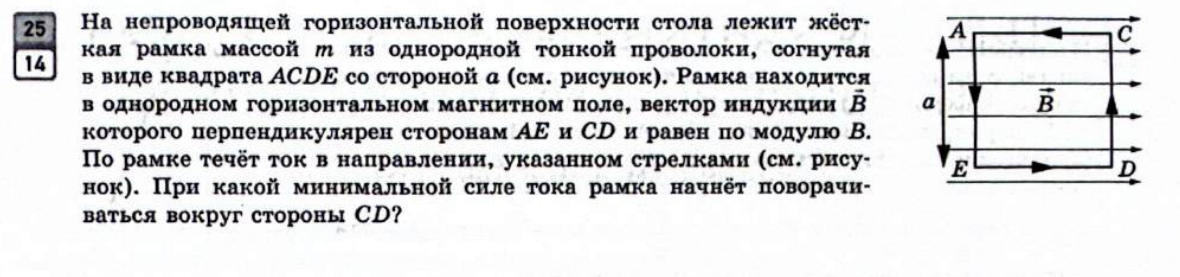 25
14
На непроводящей горизонтальной поверхности стола лежит жёст-
кая рамка массой m из однородной тонкой проволоки, согнутая
в виде квадрата ACDE со стороной a (см. рисунок). Рамка находится
в однородном горизонтальном магнитном поле, вектор индукции B⃗
которого перпендикулярен сторонам AE и CD и равен по модулю B.
По рамке течёт ток в направлении, указанном стрелками (см. рису-
нок). При какой минимальной силе тока рамка начнёт поворачи-
ваться вокруг стороны CD?
A
C
a
B⃗
E
D